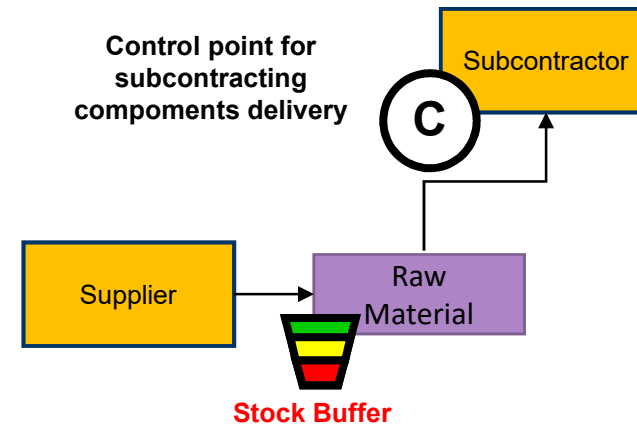 Control point for
subcontracting
compoments delivery
Subcontractor
C
Supplier
Raw
Material
Stock Buffer